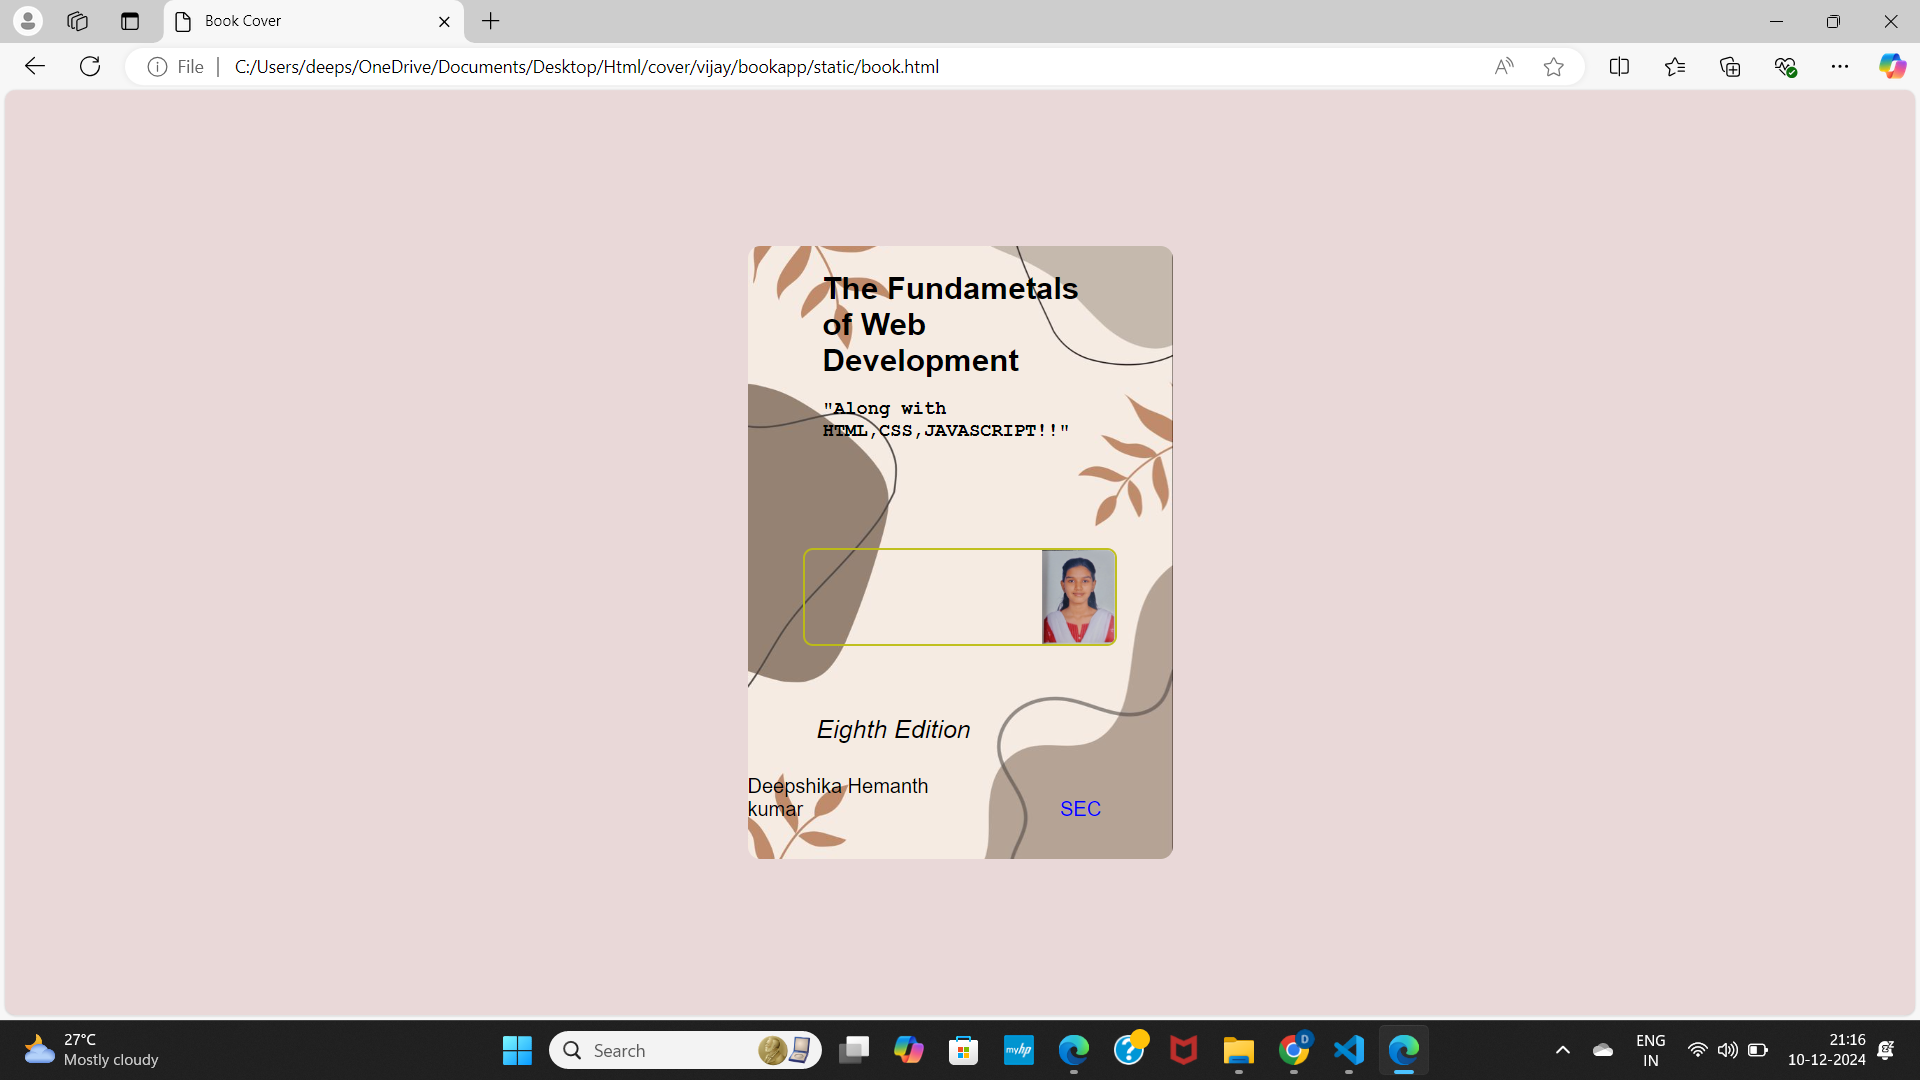 Book Cover
File
C:/Users/deeps/OneDrive/Documents/Desktop/Html/cover/vijay/bookapp/static/book.html
The Fundametals
of Web
Development
"Along with
HTML,CSS,JAVASCRIPT!!"
Eighth Edition
Deepshika Hemanth
kumar
SEC
27°C
Mostly cloudy
Search
myhp
D
ENG
IN
21:16
10-12-2024